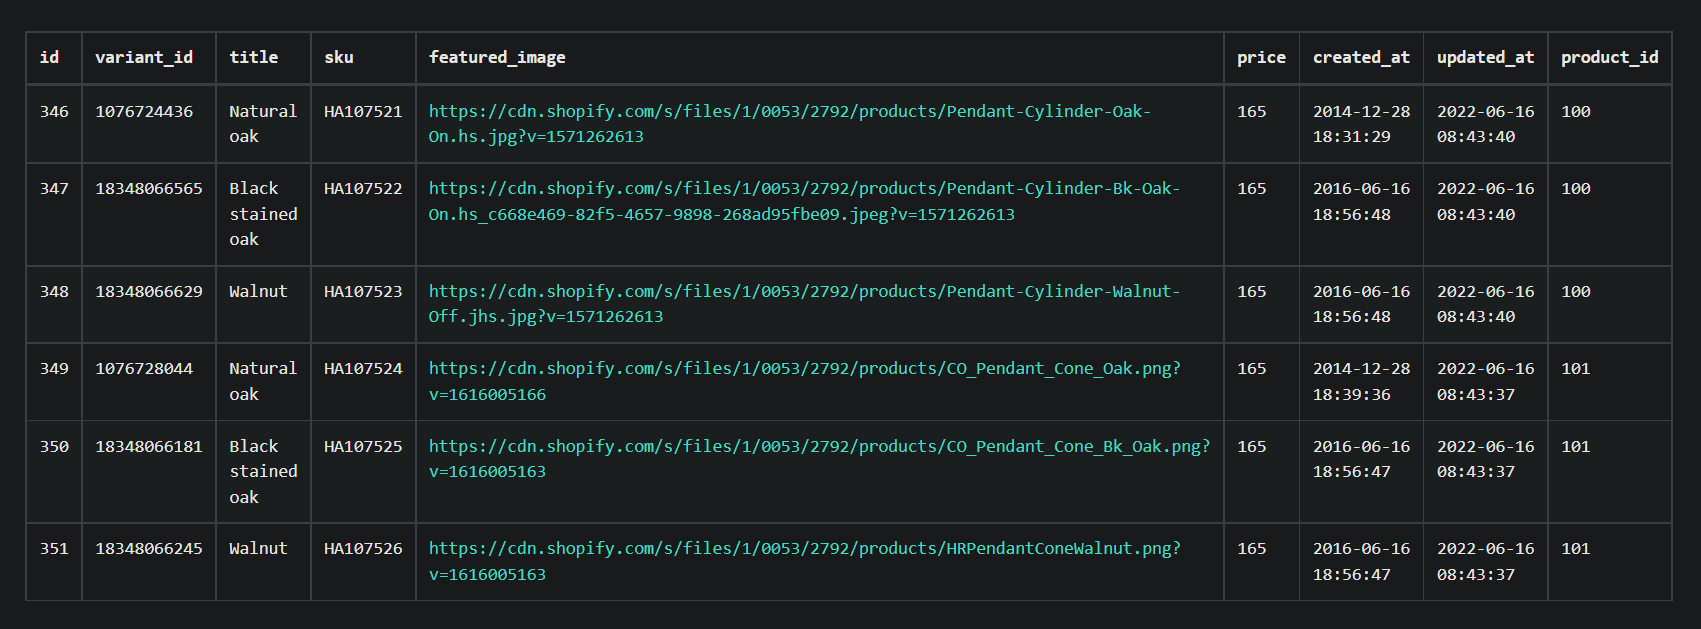 id variant_id title sku featured_image price created_at updated_at product_id
346 1076724436 Natural HA107521 https://cdn.shopify.com/s/files/1/0053/2792/products/Pendant-Cylinder-Oak- 165 2014-12-28 2022-06-16 100
oak On.hs.jpg?v=1571262613 18:31:29 08:43:40
347 18348066565 Black HA107522 https://cdn.shopify.com/s/files/1/0053/2792/products/Pendant-Cylinder-Bk-Oak- 165 2016-06-16 2022-06-16 100
stained On.hs_c668e469-82f5-4657-9898-268ad95fbe09.jpeg?v=1571262613 18:56:48 08:43:40
oak
348 18348066629 Walnut HA107523 https://cdn.shopify.com/s/files/1/0053/2792/products/Pendant-Cylinder-Walnut- 165 2016-06-16 2022-06-16 100
Off.jhs.jpg?v=1571262613 18:56:48 08:43:40
349 1076728044 Natural HA107524 https://cdn.shopify.com/s/files/1/0053/2792/products/CO_Pendant_Cone_Oak.png? 165 2014-12-28 2022-06-16 101
oak v=1616005166 18:39:36 08:43:37
350 18348066181 Black HA107525 https://cdn.shopify.com/s/files/1/0053/2792/products/CO_Pendant_Cone_Bk_Oak.png? 165 2016-06-16 2022-06-16 101
stained v=1616005163 18:56:47 08:43:37
oak
351 18348066245 Walnut HA107526 https://cdn.shopify.com/s/files/1/0053/2792/products/HRPendantConeWalnut.png? 165 2016-06-16 2022-06-16 101
v=1616005163 18:56:47 08:43:37